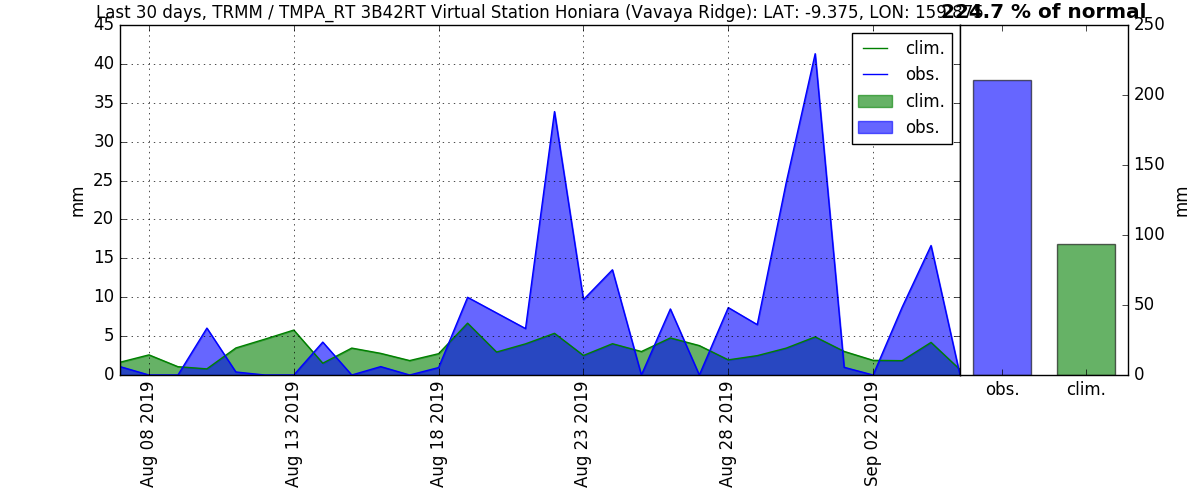 Last 30 days, TRMM / TMPA_RT 3B42RT Virtual Station Honiara (Vavaya Ridge): LAT: -9.375, LON:
224.7 % of normal
45
40
35
30
25
20
15
10
5
0
mm
clim.
obs.
clim.
obs.
Aug 08 2019
Aug 13 2019
Aug 18 2019
Aug 23 2019
Aug 28 2019
Sep 02 2019
250
200
150
100
50
0
mm
obs.
clim.